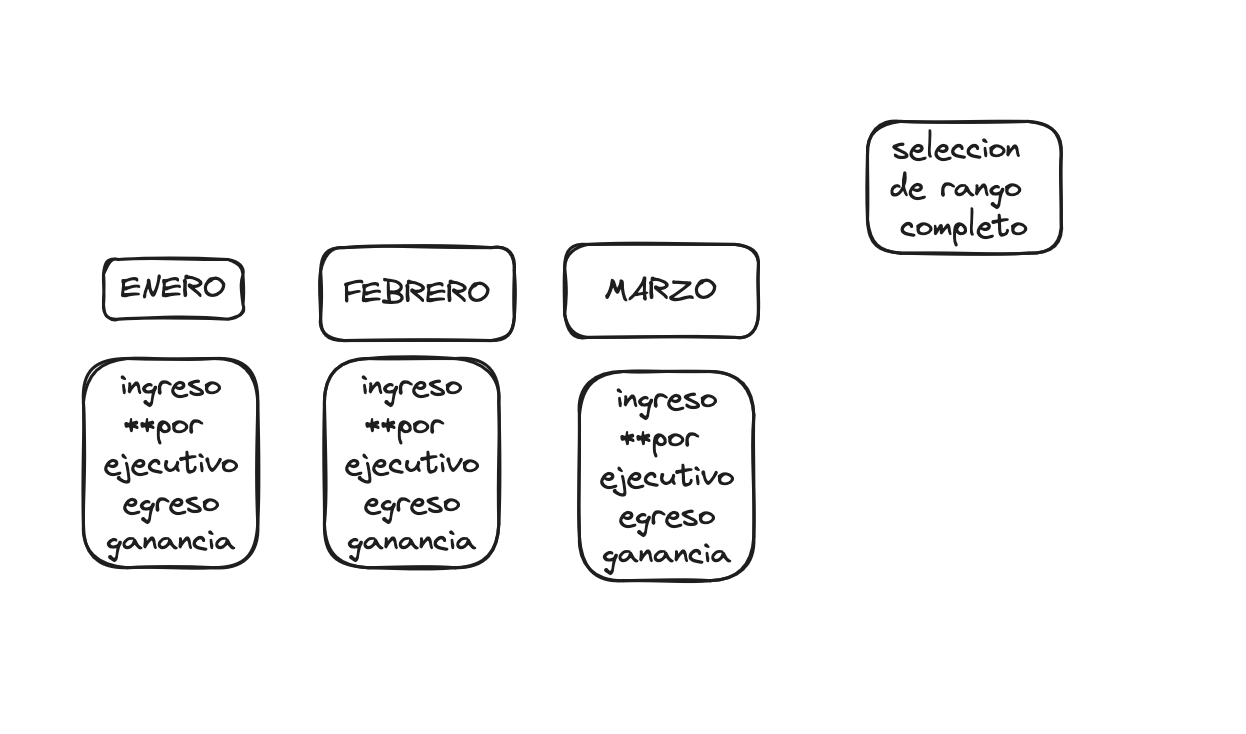 seleccion
de rango
completo
ENERO
FEBRERO
MARZO
ingreso
**por
ejecutivo
egreso
ganancia
ingreso
**por
ejecutivo
egreso
ganancia
ingreso
**por
ejecutivo
egreso
ganancia